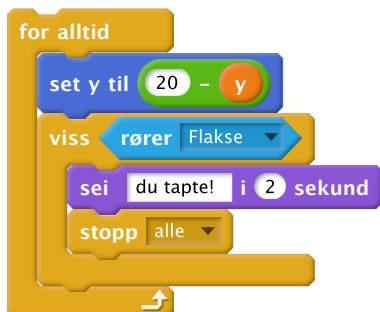 for alltid
set y til 20 - y
viss rører Flakse
sei du tapte! i 2 sekund
stopp alle